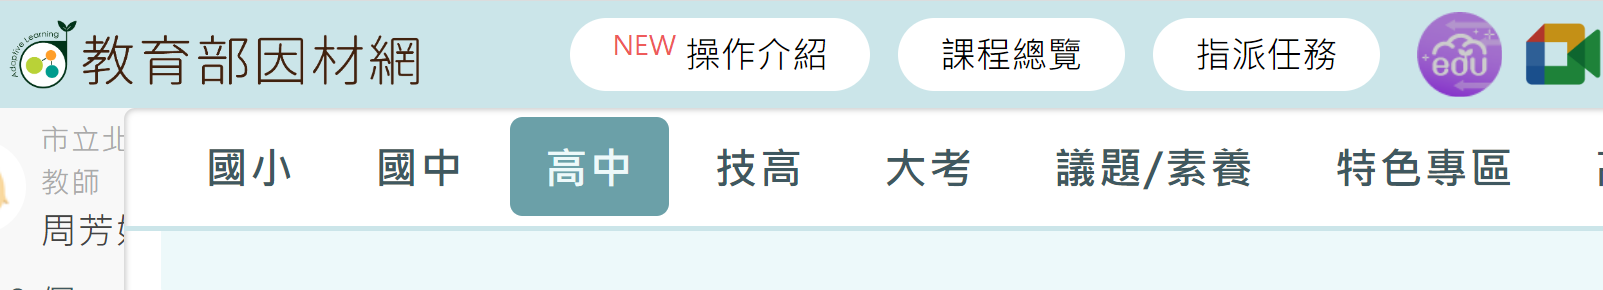 Adaptive Learning
教育部因材網
NEW 操作介紹
課程總覽
指派任務
edu
國小
國中
高中
技高
大考
議題/素養
特色專區
市立北
教師
周芳